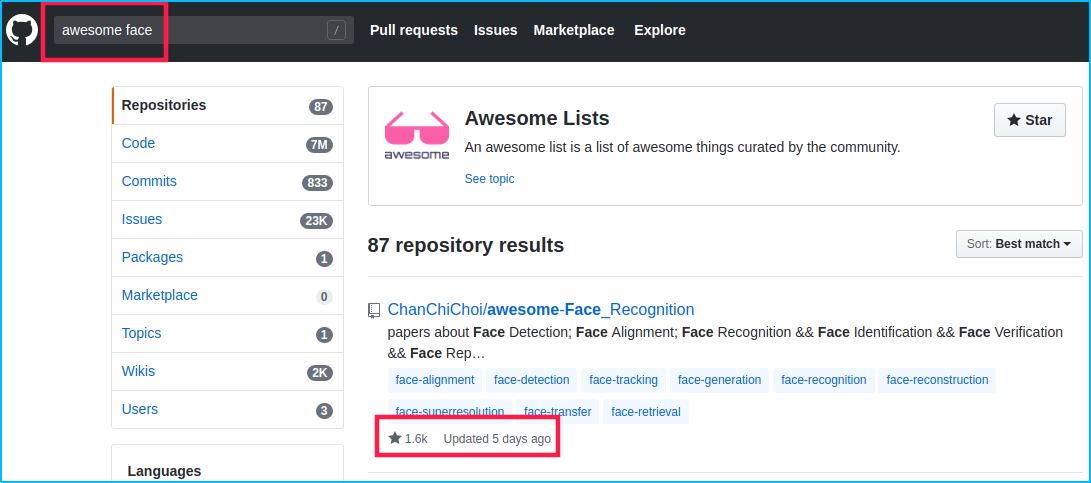 awesome face /
Pull requests Issues Marketplace Explore
Repositories 87
Code 7M
Commits 833
Issues 23K
Packages 1
Marketplace 0
Topics 1
Wikis 2K
Users 3
Languages
awesome
Awesome Lists
An awesome list is a list of awesome things curated by the community.
See topic
Star
87 repository results
Sort: Best match
ChanChiChoi/awesome-Face_Recognition
papers about Face Detection; Face Alignment; Face Recognition && Face Identification && Face Verification
&& Face Rep…
face-alignment face-detection face-tracking face-generation face-recognition face-reconstruction
face-superresolution face-transfer face-retrieval
1.6k Updated 5 days ago